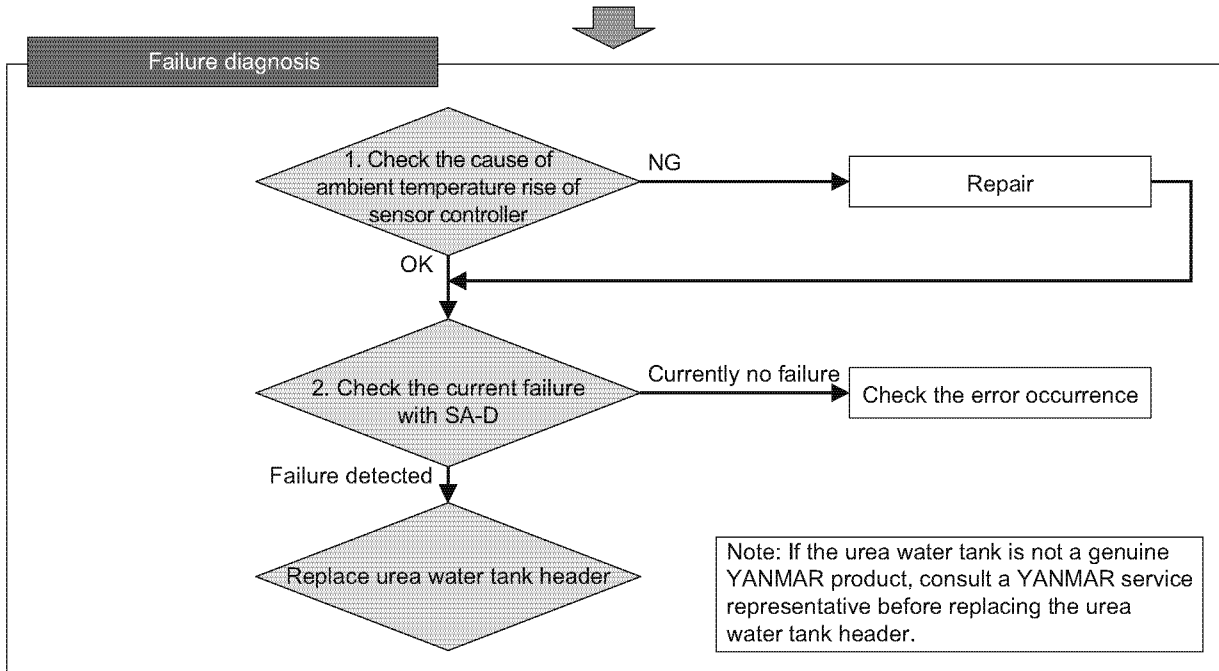 Failure diagnosis
1. Check the cause of
ambient temperature rise of
sensor controller
NG
Repair
OK
2. Check the current failure
with SA-D
Currently no failure
Check the error occurrence
Failure detected
Replace urea water tank header
Note: If the urea water tank is not a genuine
YANMAR product, consult a YANMAR service
representative before replacing the urea
water tank header.